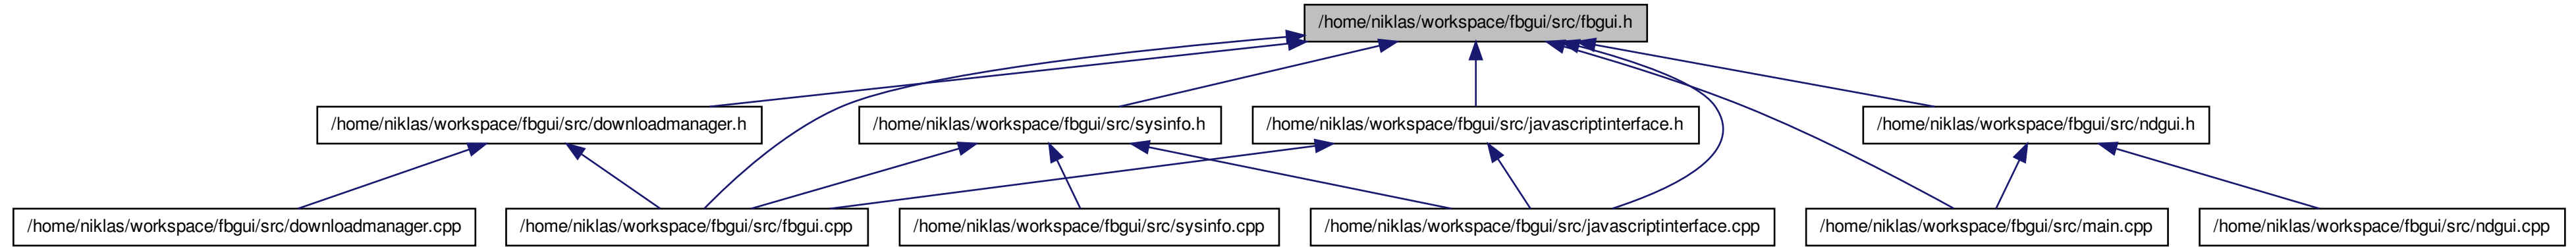 /home/niklas/workspace/fbgui/src/fbgui.h
/home/niklas/workspace/fbgui/src/downloadmanager.h
/home/niklas/workspace/fbgui/src/sysinfo.h
/home/niklas/workspace/fbgui/src/javascriptinterface.h
/home/niklas/workspace/fbgui/src/ndgui.h
/home/niklas/workspace/fbgui/src/downloadmanager.cpp
/home/niklas/workspace/fbgui/src/fbgui.cpp
/home/niklas/workspace/fbgui/src/sysinfo.cpp
/home/niklas/workspace/fbgui/src/javascriptinterface.cpp
/home/niklas/workspace/fbgui/src/main.cpp
/home/niklas/workspace/fbgui/src/ndgui.cpp